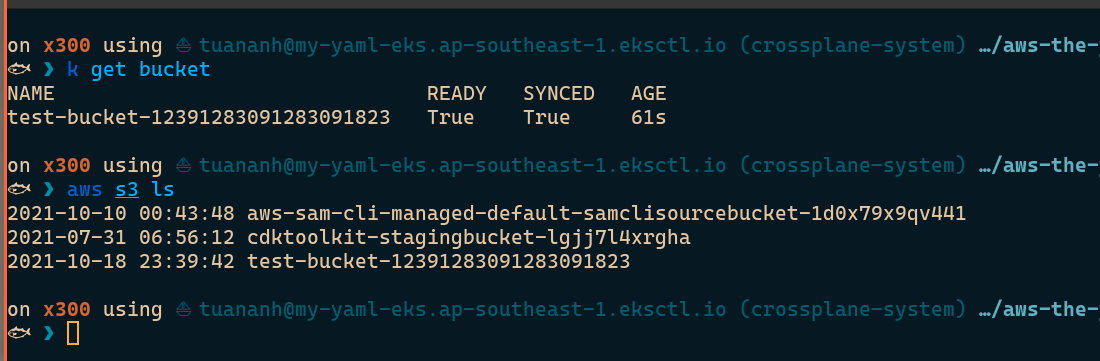 on x300 using ⛵ tuananh@my-yaml-eks.ap-southeast-1.eksctl.io (crossplane-system) …/aws-the-
🐟 ❯ k get bucket
NAME                               READY   SYNCED   AGE
test-bucket-12391283091283091823   True    True     61s
on x300 using ⛵ tuananh@my-yaml-eks.ap-southeast-1.eksctl.io (crossplane-system) …/aws-the-
🐟 ❯ aws s3 ls
2021-10-10 00:43:48 aws-sam-cli-managed-default-samclisourcebucket-1d0x79x9qv441
2021-07-31 06:56:12 cdktoolkit-stagingbucket-lgjj7l4xrgha
2021-10-18 23:39:42 test-bucket-12391283091283091823
on x300 using ⛵ tuananh@my-yaml-eks.ap-southeast-1.eksctl.io (crossplane-system) …/aws-the-
🐟 ❯